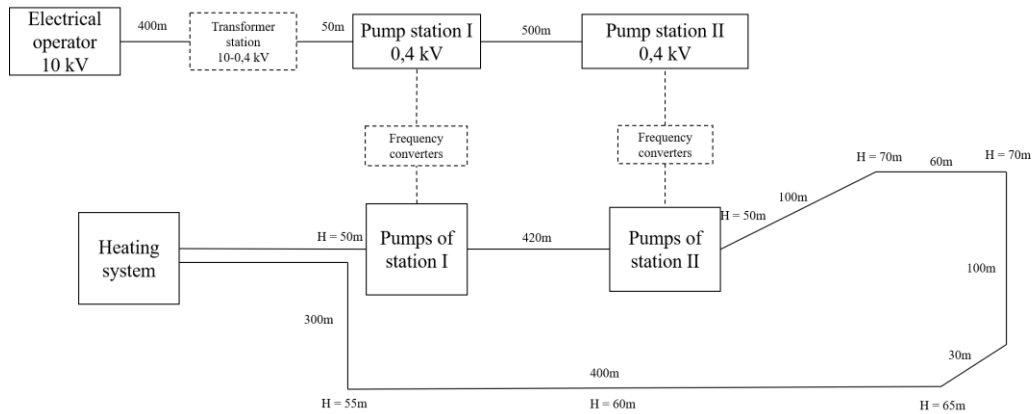 Electrical
operator
10 kV
400m
Transformer
station
10-0,4 kV
50m
Pump station I
0,4 kV
500m
Pump station II
0,4 kV
Frequency
converters
Frequency
converters
H = 70m
60m
H = 70m
100m
H = 50m
Heating
system
H = 50m
Pumps of
station I
420m
Pumps of
station II
100m
300m
30m
400m
H = 55m
H = 60m
H = 65m